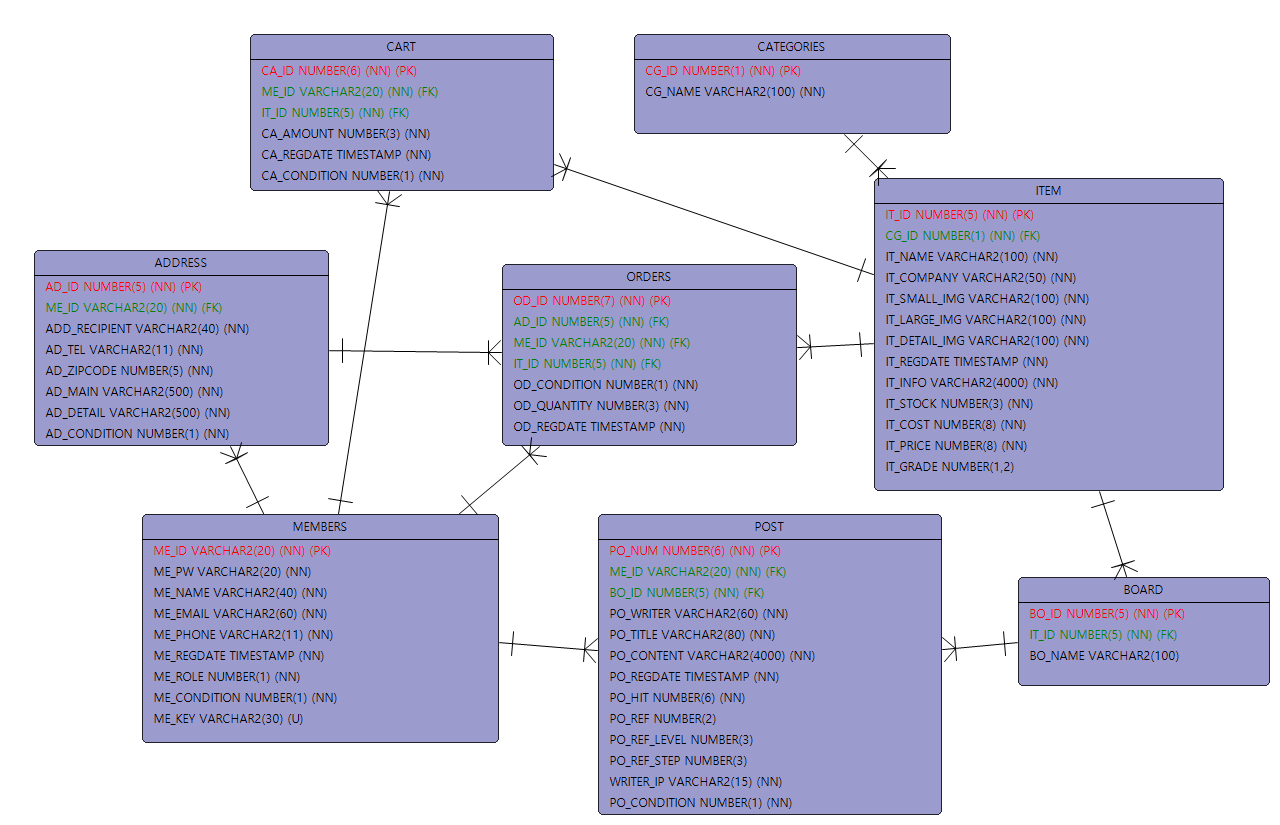 CART
CA_ID NUMBER(6) (NN) (PK)
ME_ID VARCHAR2(20) (NN) (FK)
IT_ID NUMBER(5) (NN) (FK)
CA_AMOUNT NUMBER(3) (NN)
CA_REGDATE TIMESTAMP (NN)
CA_CONDITION NUMBER(1) (NN)
CATEGORIES
CG_ID NUMBER(1) (NN) (PK)
CG_NAME VARCHAR2(100) (NN)
ITEM
IT_ID NUMBER(5) (NN) (PK)
CG_ID NUMBER(1) (NN) (FK)
IT_NAME VARCHAR2(100) (NN)
IT_COMPANY VARCHAR2(50) (NN)
IT_SMALL_IMG VARCHAR2(100) (NN)
IT_LARGE_IMG VARCHAR2(100) (NN)
IT_DETAIL_IMG VARCHAR2(100) (NN)
IT_REGDATE TIMESTAMP (NN)
IT_INFO VARCHAR2(4000) (NN)
IT_STOCK NUMBER(3) (NN)
IT_COST NUMBER(8) (NN)
IT_PRICE NUMBER(8) (NN)
IT_GRADE NUMBER(1,2)
ADDRESS
AD_ID NUMBER(5) (NN) (PK)
ME_ID VARCHAR2(20) (NN) (FK)
ADD_RECIPIENT VARCHAR2(40) (NN)
AD_TEL VARCHAR2(11) (NN)
AD_ZIPCODE NUMBER(5) (NN)
AD_MAIN VARCHAR2(500) (NN)
AD_DETAIL VARCHAR2(500) (NN)
AD_CONDITION NUMBER(1) (NN)
ORDERS
OD_ID NUMBER(7) (NN) (PK)
AD_ID NUMBER(5) (NN) (FK)
ME_ID VARCHAR2(20) (NN) (FK)
IT_ID NUMBER(5) (NN) (FK)
OD_CONDITION NUMBER(1) (NN)
OD_QUANTITY NUMBER(3) (NN)
OD_REGDATE TIMESTAMP (NN)
MEMBERS
ME_ID VARCHAR2(20) (NN) (PK)
ME_PW VARCHAR2(20) (NN)
ME_NAME VARCHAR2(40) (NN)
ME_EMAIL VARCHAR2(60) (NN)
ME_PHONE VARCHAR2(11) (NN)
ME_REGDATE TIMESTAMP (NN)
ME_ROLE NUMBER(1) (NN)
ME_CONDITION NUMBER(1) (NN)
ME_KEY VARCHAR2(30) (U)
POST
PO_NUM NUMBER(6) (NN) (PK)
ME_ID VARCHAR2(20) (NN) (FK)
BO_ID NUMBER(5) (NN) (FK)
PO_WRITER VARCHAR2(60) (NN)
PO_TITLE VARCHAR2(80) (NN)
PO_CONTENT VARCHAR2(4000) (NN)
PO_REGDATE TIMESTAMP (NN)
PO_HIT NUMBER(6) (NN)
PO_REF NUMBER(2)
PO_REF_LEVEL NUMBER(3)
PO_REF_STEP NUMBER(3)
WRITER_IP VARCHAR2(15) (NN)
PO_CONDITION NUMBER(1) (NN)
BOARD
BO_ID NUMBER(5) (NN) (PK)
IT_ID NUMBER(5) (NN) (FK)
BO_NAME VARCHAR2(100)